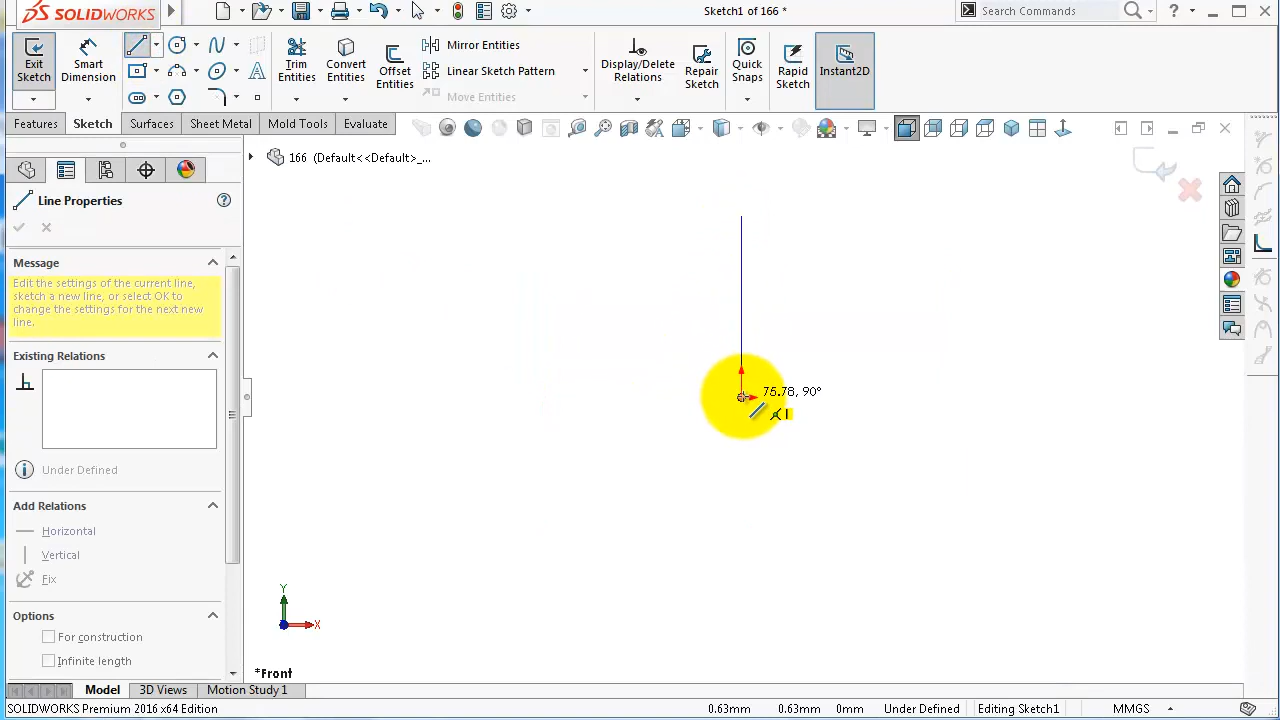 SOLIDWORKS
Sketch1 of 166 *
Search Commands
?
Exit Sketch
Smart Dimension
Trim Entities
Convert Entities
Offset Entities
Mirror Entities
Linear Sketch Pattern
Move Entities
Display/Delete Relations
Repair Sketch
Quick Snaps
Rapid Sketch
Instant2D
Features
Sketch
Surfaces
Sheet Metal
Mold Tools
Evaluate
166 (Default<<Default>_...
Line Properties
?
Message
Edit the settings of the current line,
sketch a new line, or select OK to
change the settings for the next new
line.
Existing Relations
Under Defined
Add Relations
Horizontal
Vertical
Fix
Options
For construction
Infinite length
75.78, 90°
Y
X
*Front
Model
3D Views
Motion Study 1
SOLIDWORKS Premium 2016 x64 Edition
0.63mm
0.63mm
0mm
Under Defined
Editing Sketch1
MMGS